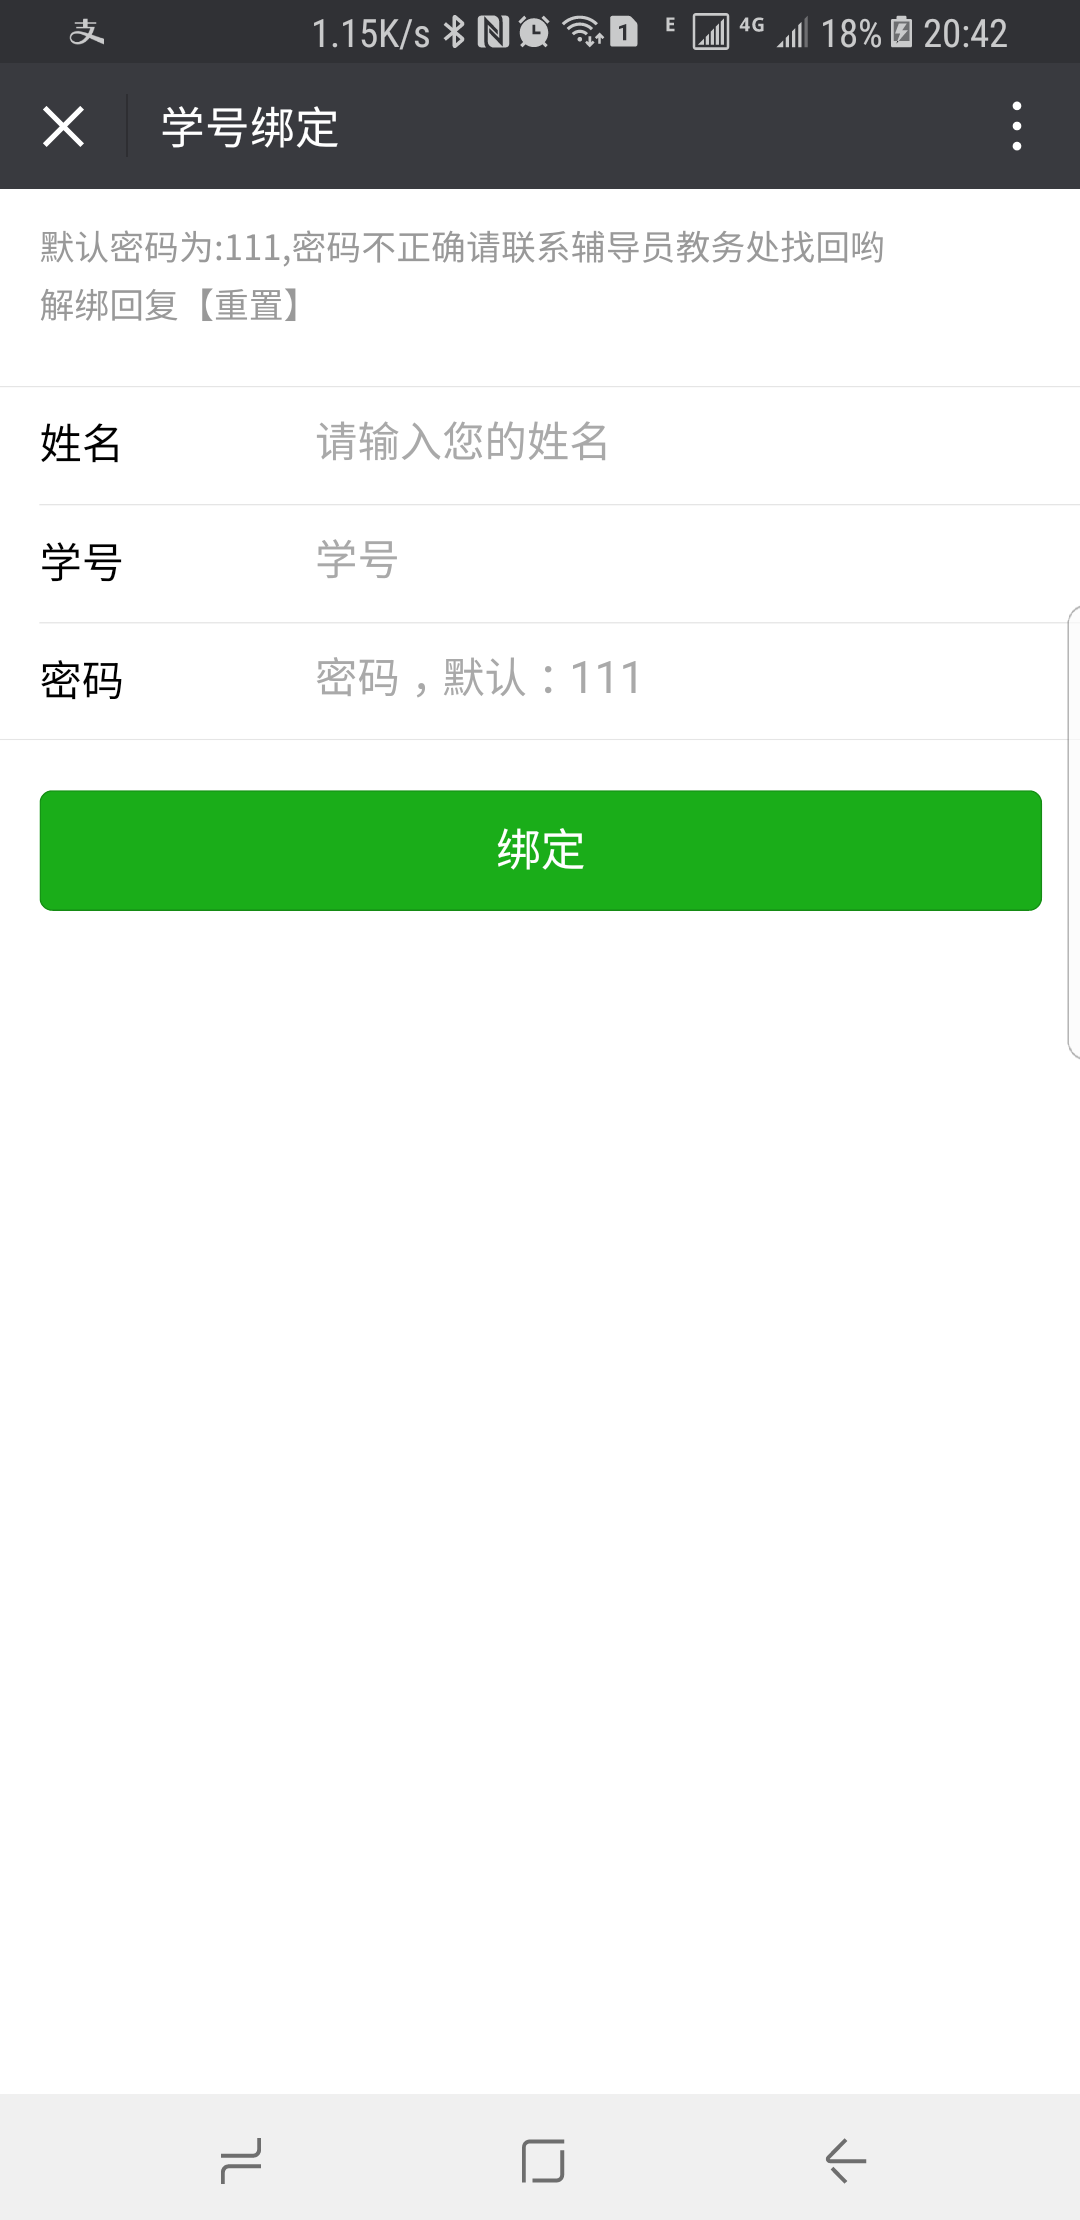 支 1.15K/s 1 E 4G 18% 20:42
学号绑定
默认密码为:111,密码不正确请联系辅导员教务处找回哟
解绑回复【重置】
姓名 请输入您的姓名
学号 学号
密码 密码，默认：111
绑定